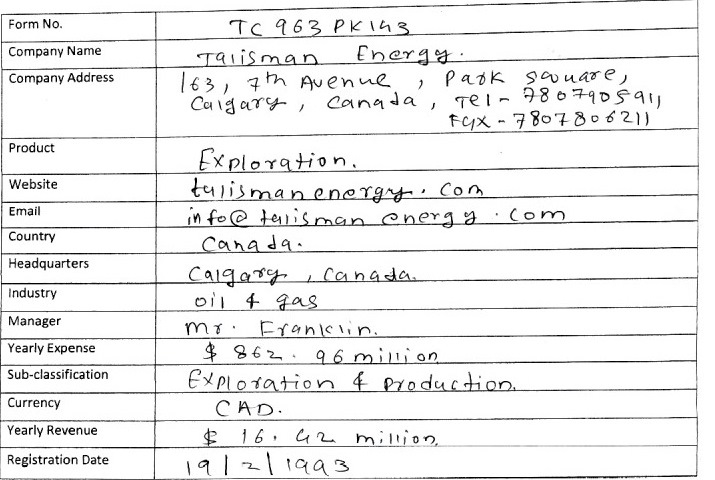 Form No. TC 963 PK143
Company Name Talisman Energy.
Company Address 163, 7th Avenue, Park Square,
Calgary, Canada, Tel - 7807905911
Fax - 7807806211
Product Exploration.
Website talismanenergy.com
Email info@talismanenergy.com
Country Canada.
Headquarters Calgary, Canada.
Industry oil & gas
Manager Mr. Franklin.
Yearly Expense $ 862.96 million
Sub-classification Exploration & Production.
Currency CAD.
Yearly Revenue $ 16.42 million.
Registration Date 19/2/1993